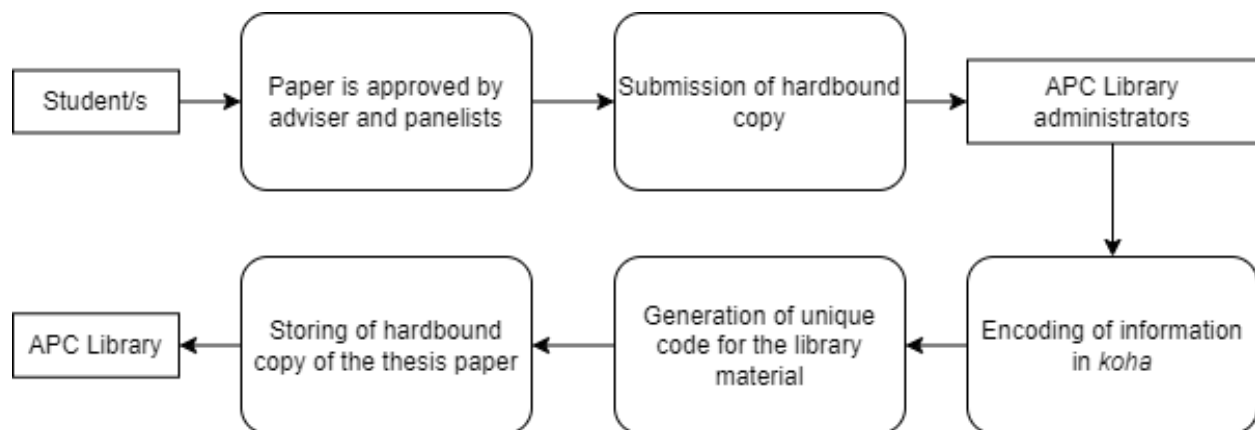 Student/s
Paper is approved by
adviser and panelists
Submission of hardbound
copy
APC Library
administrators
Encoding of information
in koha
Generation of unique
code for the library
material
Storing of hardbound
copy of the thesis paper
APC Library